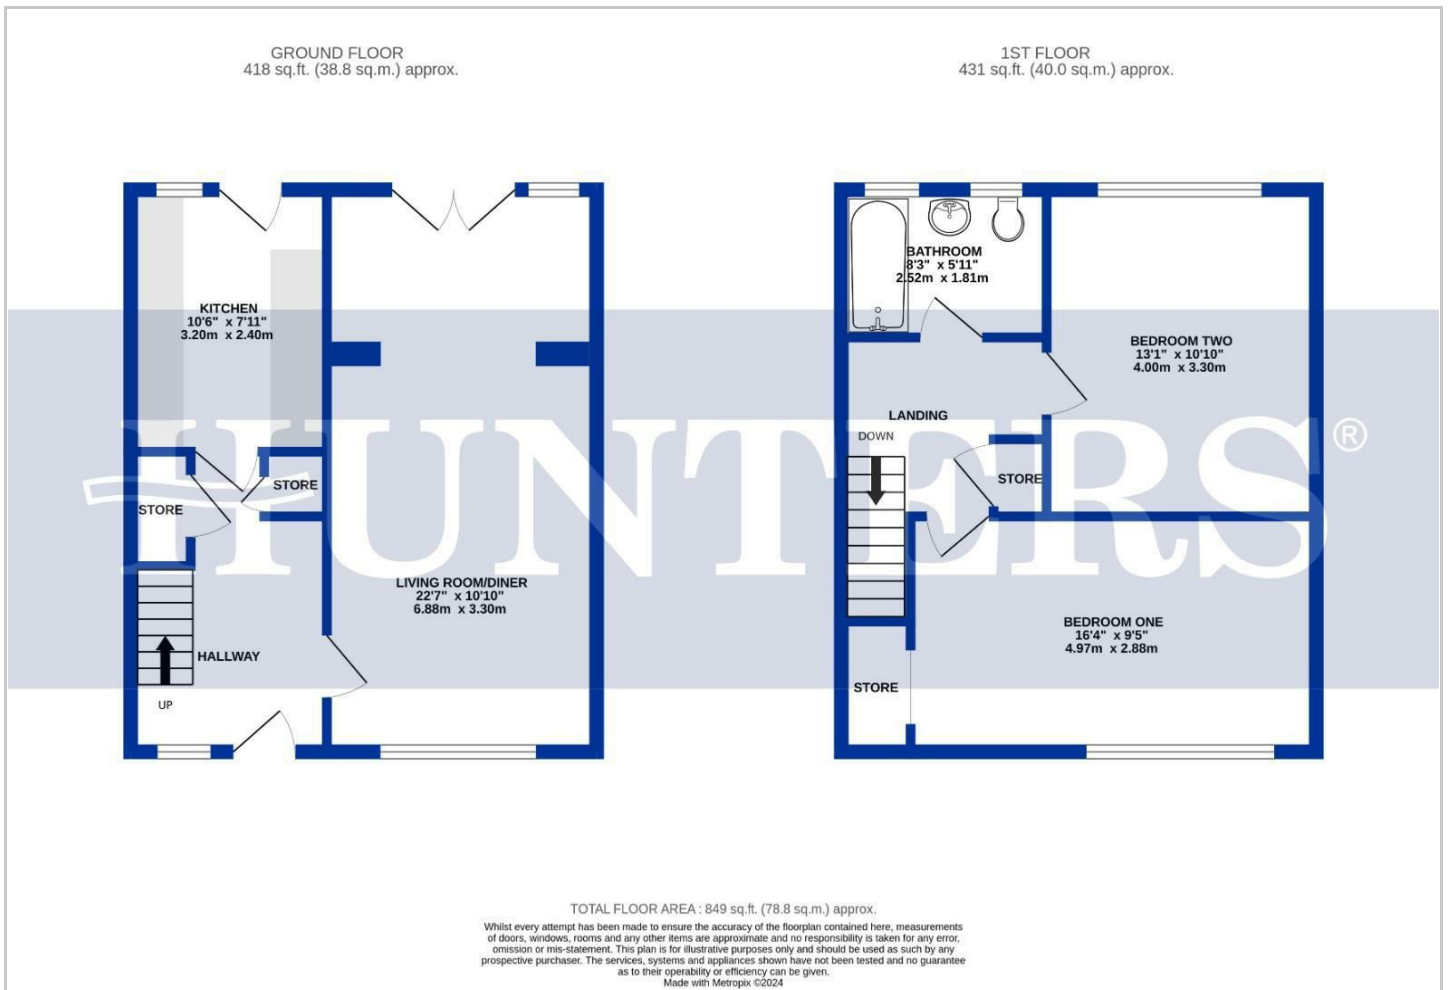 GROUND FLOOR
418 sq.ft. (38.8 sq.m.) approx.
1ST FLOOR
431 sq.ft. (40.0 sq.m.) approx.
KITCHEN
10'6" x 7'11"
3.20m x 2.40m
STORE
STORE
LIVING ROOM/DINER
22'7" x 10'10"
6.88m x 3.30m
HALLWAY
UP
BATHROOM
8'3" x 5'11"
2.52m x 1.81m
BEDROOM TWO
13'1" x 10'10"
4.00m x 3.30m
LANDING
DOWN
STORE
BEDROOM ONE
16'4" x 9'5"
4.97m x 2.88m
STORE
HUNTERS®
TOTAL FLOOR AREA : 849 sq.ft. (78.8 sq.m.) approx.
Whilst every attempt has been made to ensure the accuracy of the floorplan contained here, measurements
of doors, windows, rooms and any other items are approximate and no responsibility is taken for any error,
omission or mis-statement. This plan is for illustrative purposes only and should be used as such by any
prospective purchaser. The services, systems and appliances shown have not been tested and no guarantee
as to their operability or efficiency can be given.
Made with Metropix ©2024